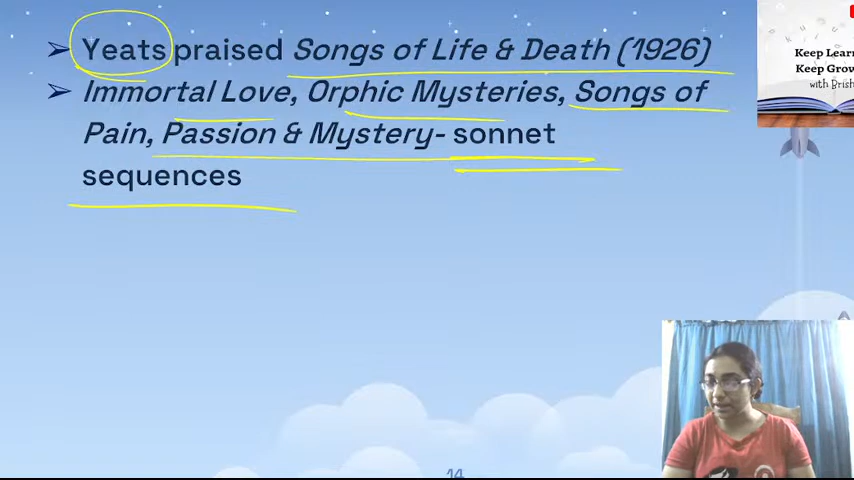 ➢ Yeats praised Songs of Life & Death (1926)
➢ Immortal Love, Orphic Mysteries, Songs of
Pain, Passion & Mystery- sonnet
sequences
Keep Lear
Keep Grow
with Brish
14